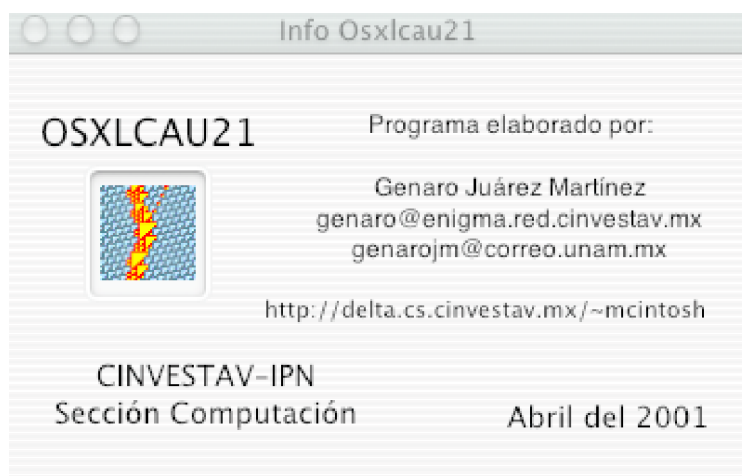 Info Osxlcau21
OSXLCAU21
Programa elaborado por:
Genaro Juárez Martínez
genaro@enigma.red.cinvestav.mx
genarojm@correo.unam.mx
http://delta.cs.cinvestav.mx/~mcintosh
CINVESTAV-IPN
Sección Computación
Abril del 2001